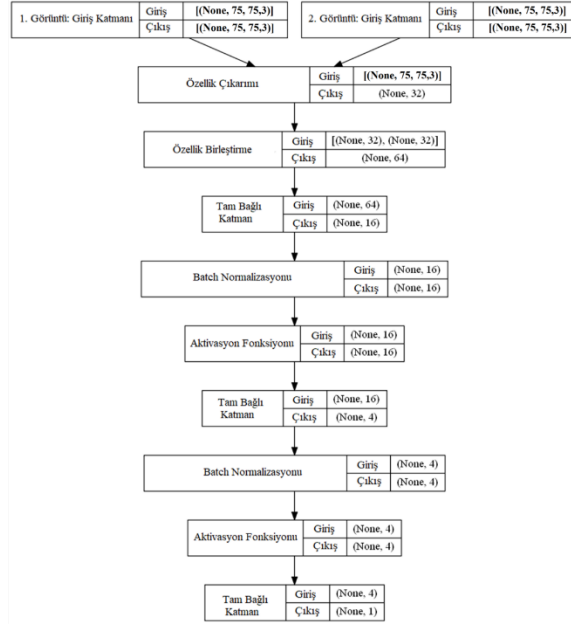 1. Görüntü: Giriş Katmanı
Giriş
[(None, 75, 75,3)]
Çıkış
[(None, 75, 75,3)]
2. Görüntü: Giriş Katmanı
Giriş
[(None, 75, 75,3)]
Çıkış
[(None, 75, 75,3)]
Özellik Çıkarımı
Giriş
[(None, 75, 75,3)]
Çıkış
(None, 32)
Özellik Birleştirme
Giriş
[(None, 32), (None, 32)]
Çıkış
(None, 64)
Tam Bağlı
Katman
Giriş
(None, 64)
Çıkış
(None, 16)
Batch Normalizasyonu
Giriş
(None, 16)
Çıkış
(None, 16)
Aktivasyon Fonksiyonu
Giriş
(None, 16)
Çıkış
(None, 16)
Tam Bağlı
Katman
Giriş
(None, 16)
Çıkış
(None, 4)
Batch Normalizasyonu
Giriş
(None, 4)
Çıkış
(None, 4)
Aktivasyon Fonksiyonu
Giriş
(None, 4)
Çıkış
(None, 4)
Tam Bağlı
Katman
Giriş
(None, 4)
Çıkış
(None, 1)